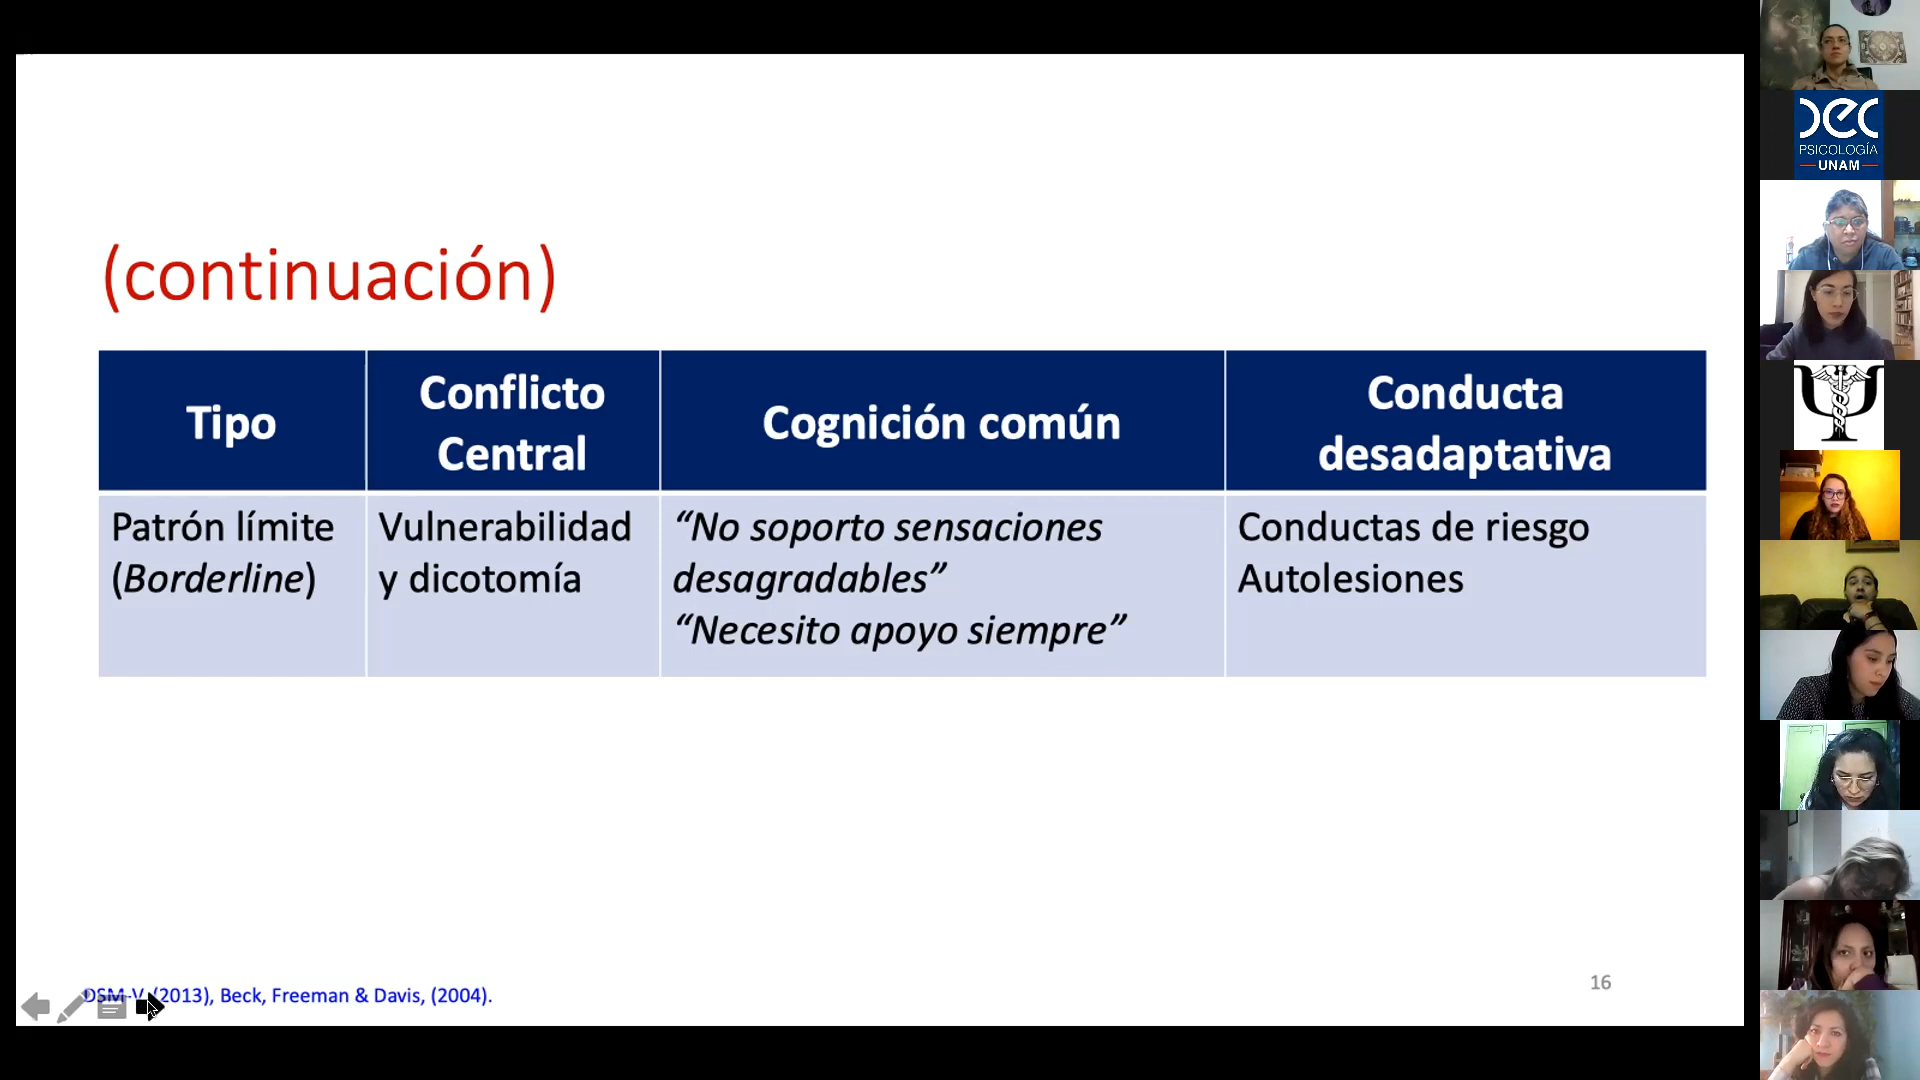 (continuación)
Tipo
Conflicto
Central
Cognición común
Conducta
desadaptativa
Patrón límite
(Borderline)
Vulnerabilidad
y dicotomía
“No soporto sensaciones
desagradables”
“Necesito apoyo siempre”
Conductas de riesgo
Autolesiones
DSM-V, (2013), Beck, Freeman & Davis, (2004).
16
DEC
PSICOLOGÍA
UNAM